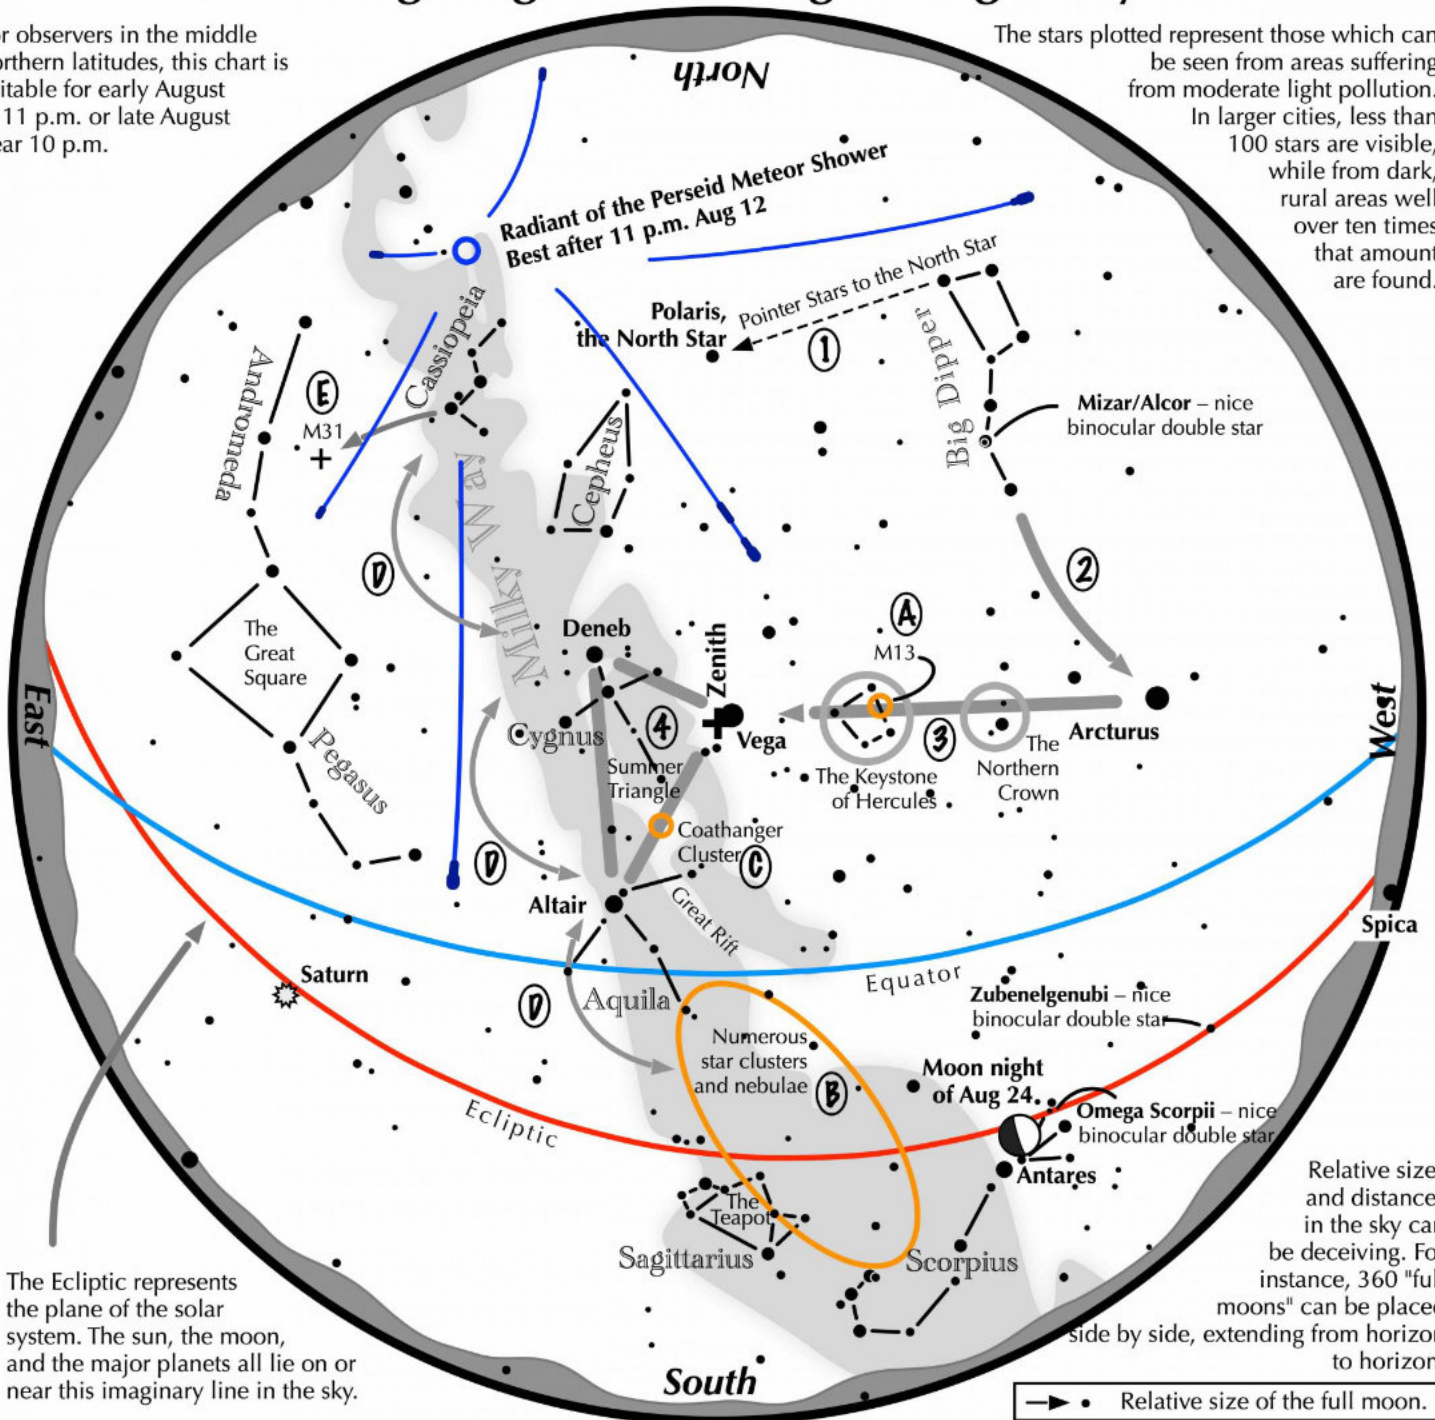 r observers in the middle
rthern latitudes, this chart is
itable for early August
11 p.m. or late August
ear 10 p.m.
The stars plotted represent those which can
be seen from areas suffering
from moderate light pollution.
In larger cities, less than
100 stars are visible,
while from dark,
rural areas well
over ten times
that amount
are found.
North
Radiant of the Perseid Meteor Shower
Best after 11 p.m. Aug 12
Pointer Stars to the North Star
Polaris,
the North Star
1
Cassiopeia
Andromeda
E
M31
Cepheus
Big Dipper
Mizar/Alcor – nice
binocular double star
Milky Way
D
2
A
M13
The
Great
Square
Deneb
Zenith
East
West
Pegasus
Cygnus
4
Vega
3
Arcturus
Summer
Triangle
The Keystone
of Hercules
The
Northern
Crown
Coathanger
Cluster
C
D
Altair
Great Rift
Spica
Saturn
Equator
D
Aquila
Zubenelgenubi – nice
binocular double star
Numerous
star clusters
and nebulae
B
Moon night
of Aug 24.
Omega Scorpii – nice
binocular double star
Ecliptic
Antares
The
Teapot
Sagittarius
Scorpius
South
The Ecliptic represents
the plane of the solar
system. The sun, the moon,
and the major planets all lie on or
near this imaginary line in the sky.
Relative size
and distance
in the sky can
be deceiving. Fo
instance, 360 "ful
moons" can be placed
side by side, extending from horizon
to horizon
Relative size of the full moon.